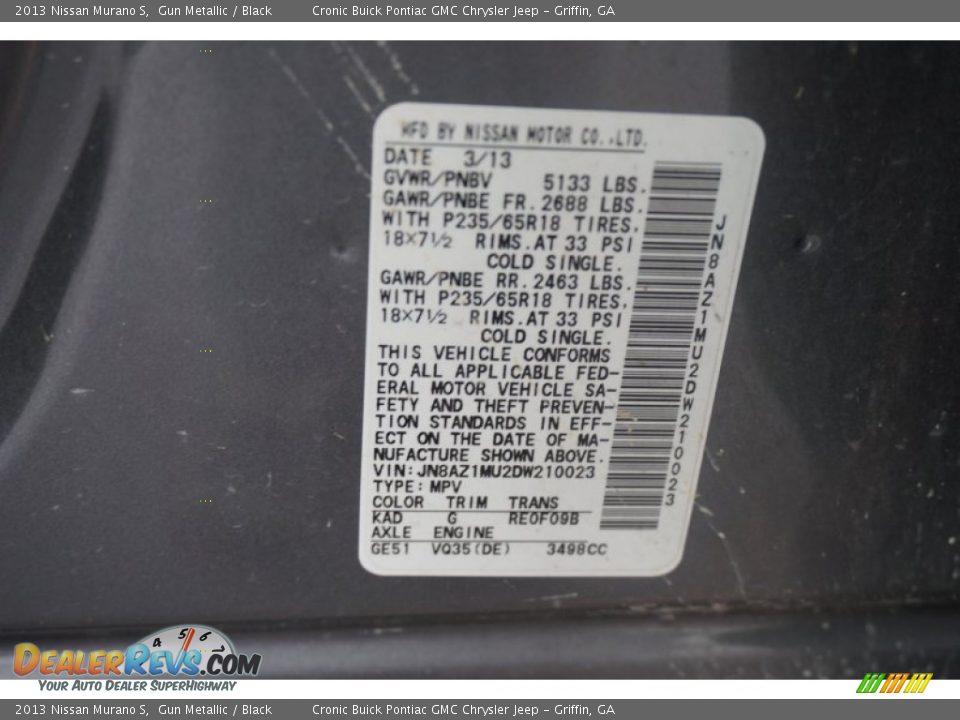 2013 Nissan Murano S, Gun Metallic / Black Cronic Buick Pontiac GMC Chrysler Jeep - Griffin, GA
MFD BY NISSAN MOTOR CO.,LTD.
DATE 3/13
GVWR/PNBV 5133 LBS.
GAWR/PNBE FR. 2688 LBS.
WITH P235/65R18 TIRES,
18×7½ RIMS.AT 33 PSI
COLD SINGLE.
GAWR/PNBE RR. 2463 LBS.
WITH P235/65R18 TIRES,
18×7½ RIMS.AT 33 PSI
COLD SINGLE.
THIS VEHICLE CONFORMS
TO ALL APPLICABLE FED-
ERAL MOTOR VEHICLE SA-
FETY AND THEFT PREVEN-
TION STANDARDS IN EFF-
ECT ON THE DATE OF MA-
NUFACTURE SHOWN ABOVE.
VIN:JN8AZ1MU2DW210023
TYPE:MPV
COLOR TRIM TRANS
KAD G RE0F09B
AXLE ENGINE
GE51 VQ35(DE) 3498CC
JN8AZ1MU2DW210023
4 5 6
DEALERREVS.COM
YOUR AUTO DEALER SUPERHIGHWAY
2013 Nissan Murano S, Gun Metallic / Black Cronic Buick Pontiac GMC Chrysler Jeep - Griffin, GA